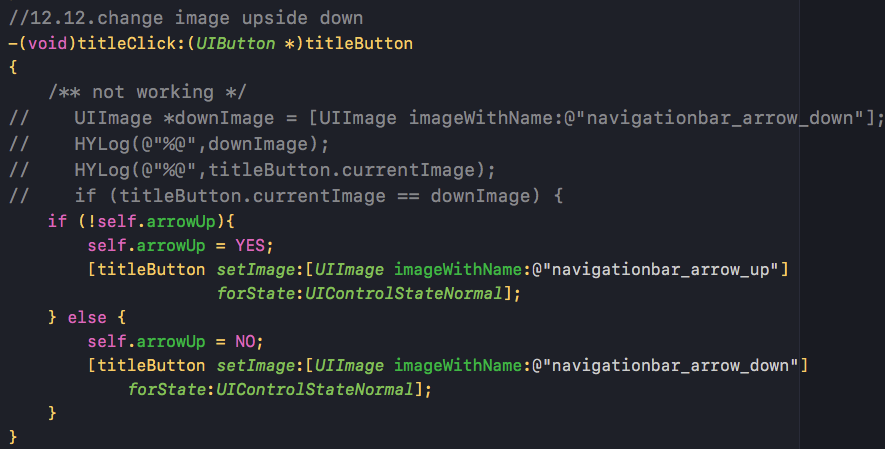 //12.12.change image upside down
-(void)titleClick:(UIButton *)titleButton
{
    /** not working */
//    UIImage *downImage = [UIImage imageWithName:@"navigationbar_arrow_down"];
//    HYLog(@"%@",downImage);
//    HYLog(@"%@",titleButton.currentImage);
//    if (titleButton.currentImage == downImage) {
    if (!self.arrowUp){
        self.arrowUp = YES;
        [titleButton setImage:[UIImage imageWithName:@"navigationbar_arrow_up"]
                     forState:UIControlStateNormal];
    } else {
        self.arrowUp = NO;
        [titleButton setImage:[UIImage imageWithName:@"navigationbar_arrow_down"]
            forState:UIControlStateNormal];
    }
}